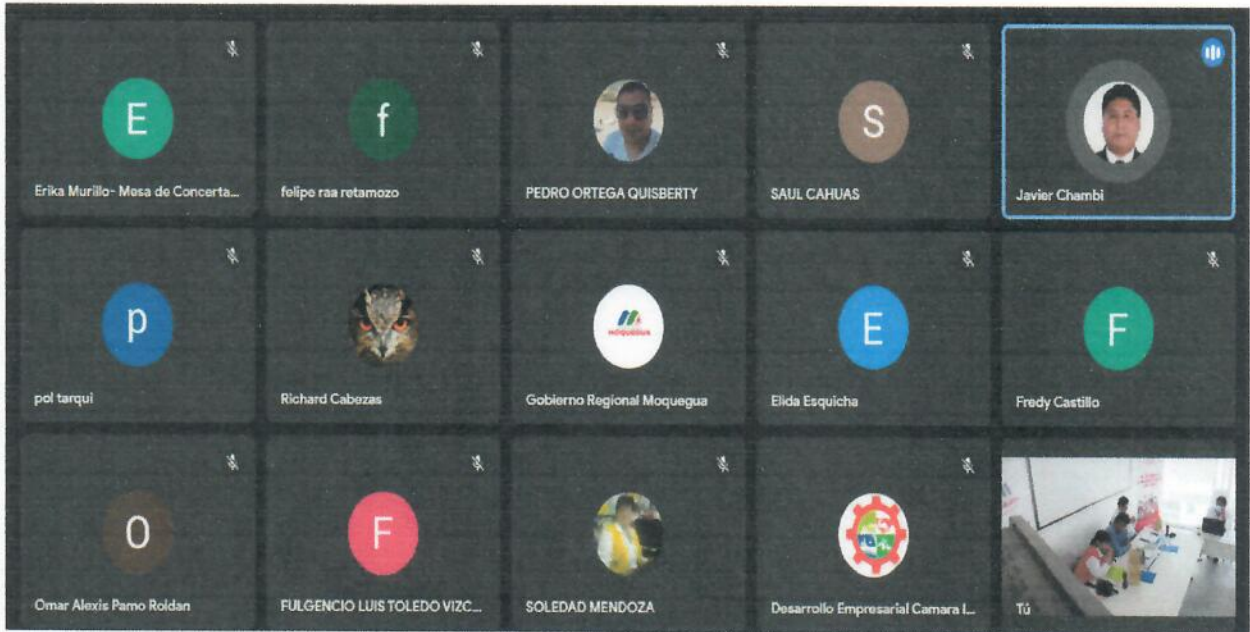 E
Erika Murillo- Mesa de Concerta...
f
felipe raa retamozo
PEDRO ORTEGA QUISBERTY
S
SAUL CAHUAS
Javier Chambi
p
pol tarqui
Richard Cabezas
MOQUEGUA
Gobierno Regional Moquegua
E
Elida Esquicha
F
Fredy Castillo
O
Omar Alexis Pamo Roldan
F
FULGENCIO LUIS TOLEDO VIZC...
SOLEDAD MENDOZA
Desarrollo Empresarial Camara I...
Tú